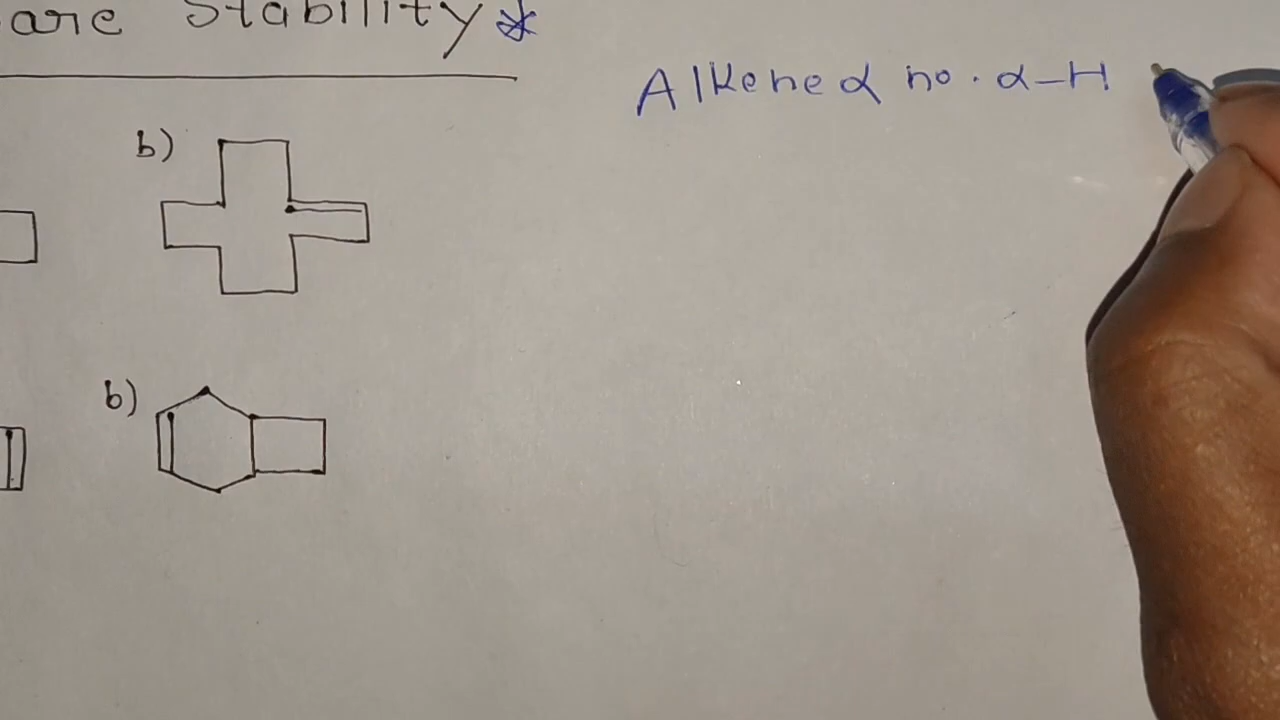 are Stability*
Alkene ∝ no. α-H
b)
b)